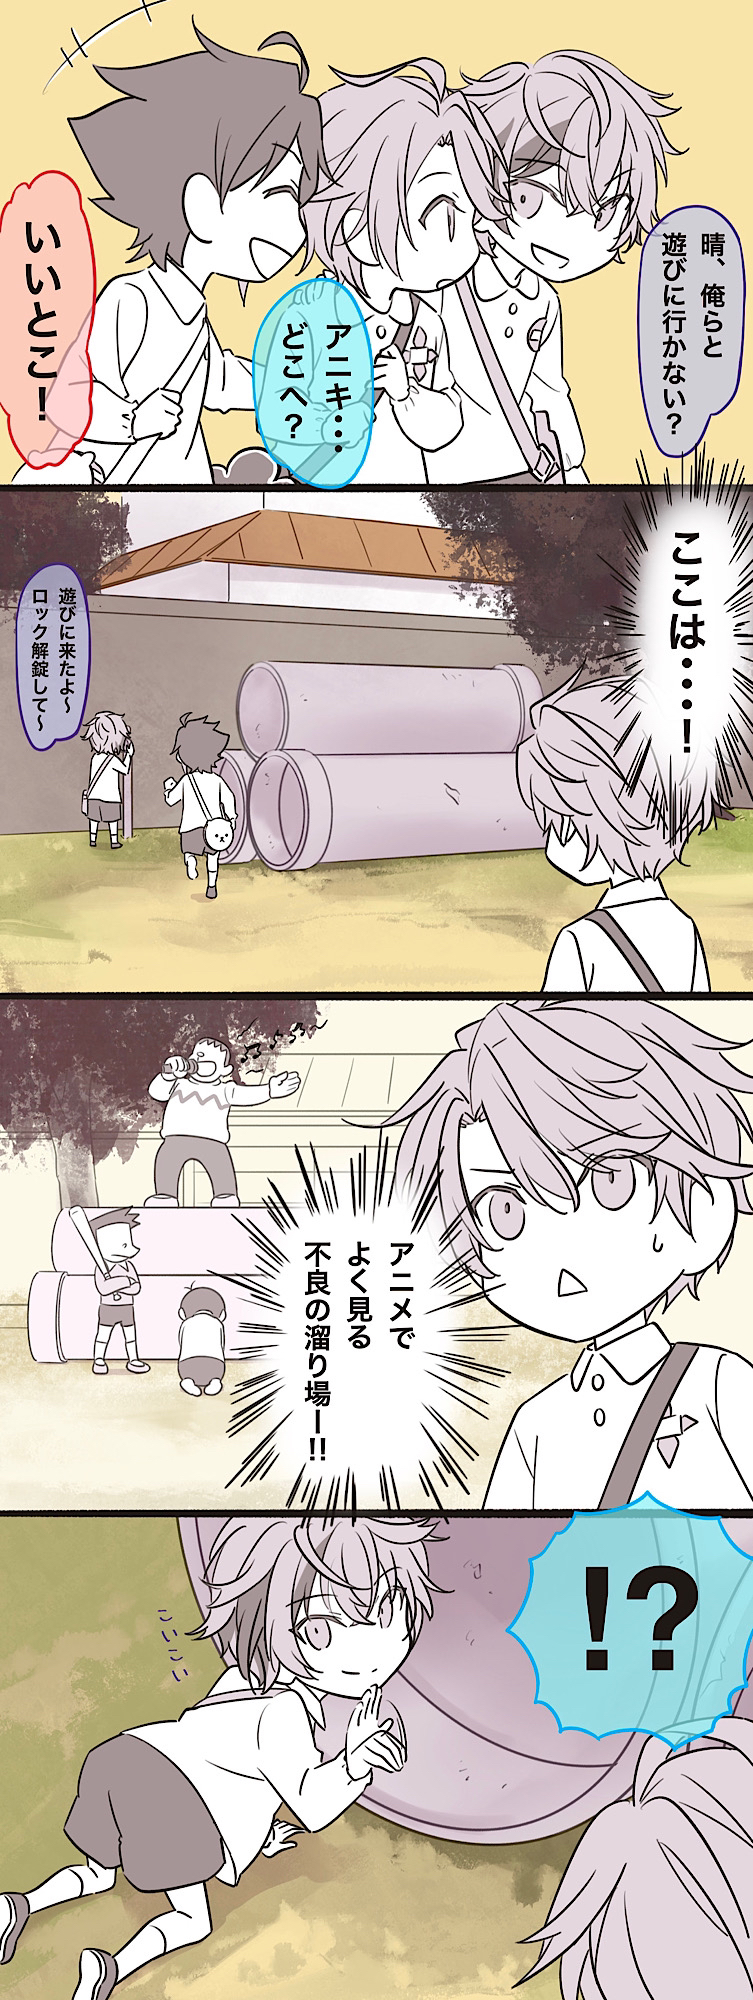 晴、俺らと
遊びに行かない？
アニキ・・・
どこへ？
いいとこ！
ここは・・・！
遊びに来たよ～
ロック解錠して～
アニメで
よく見る
不良の溜り場ー!!
!?
こいこい